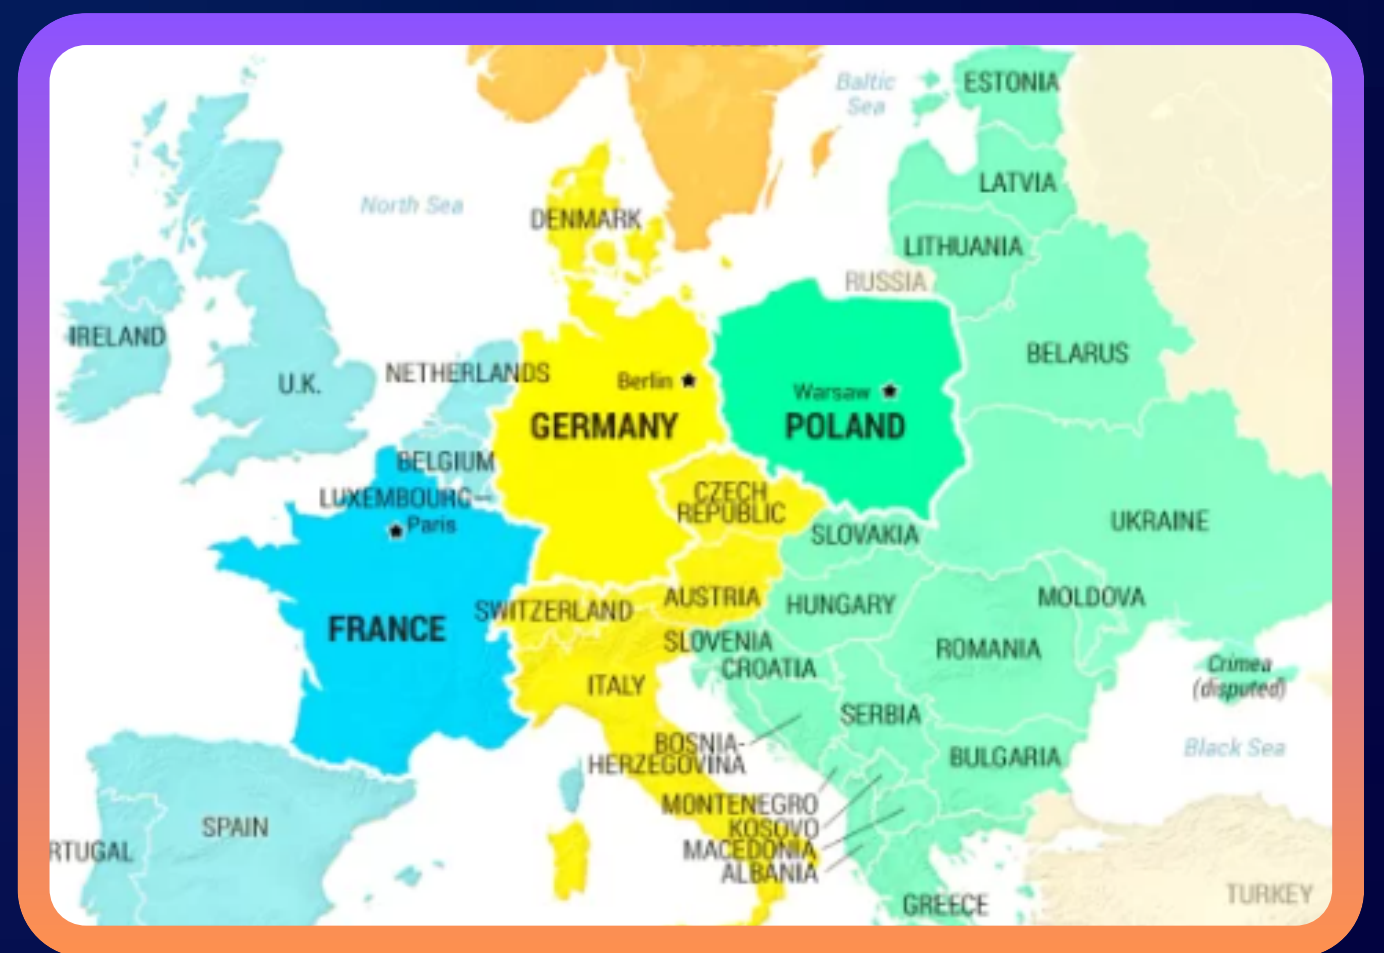 Baltic
Sea
ESTONIA
LATVIA
North Sea
DENMARK
LITHUANIA
RUSSIA
IRELAND
BELARUS
NETHERLANDS
U.K.
Berlin
Warsaw
GERMANY
POLAND
BELGIUM
LUXEMBOURG
CZECH
REPUBLIC
Paris
UKRAINE
SLOVAKIA
SWITZERLAND
AUSTRIA
HUNGARY
MOLDOVA
FRANCE
SLOVENIA
ROMANIA
CROATIA
Crimea
(disputed)
ITALY
SERBIA
BOSNIA-
HERZEGOVINA
BULGARIA
Black Sea
MONTENEGRO
SPAIN
KOSOVO
RTUGAL
MACEDONIA
ALBANIA
TURKEY
GREECE